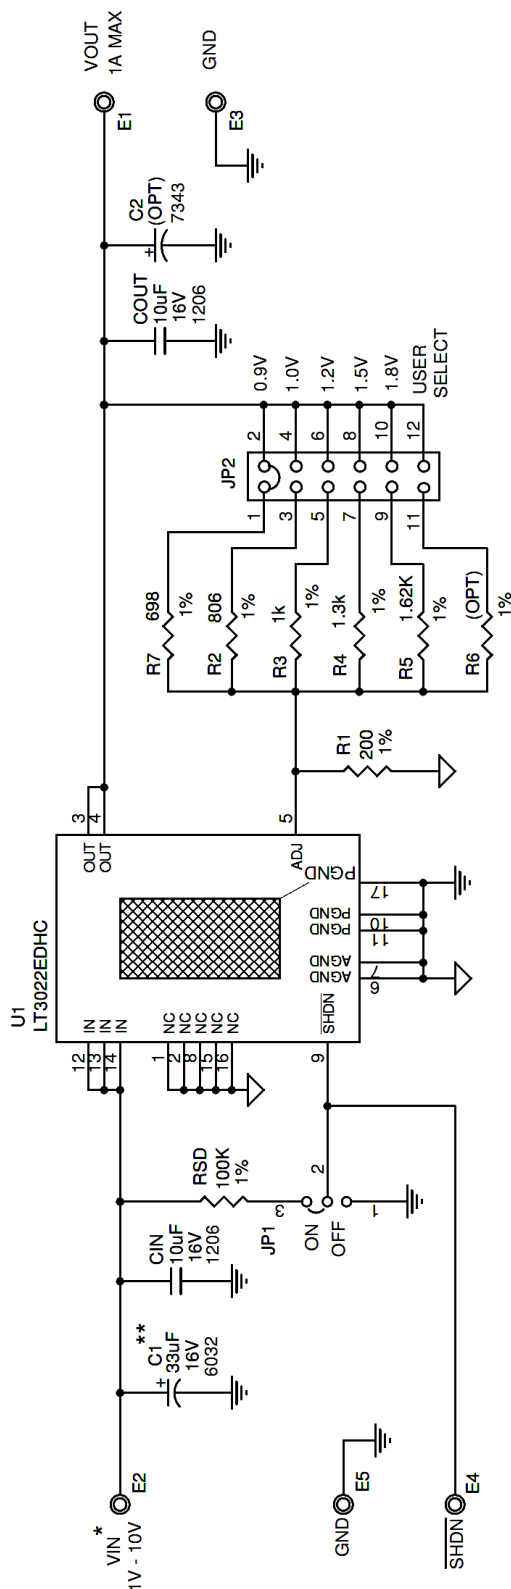 *
VIN
1V - 10V
E2
GND
E5
SHDN
E4
**
C1
33uF
16V
6032
+
CIN
10uF
16V
1206
RSD
100K
1%
JP1
3
2
1
ON
OFF
U1
LT3022EDHC
12
13
14
IN
IN
IN
1
2
8
15
16
NC
NC
NC
NC
NC
9
SHDN
OUT
OUT
3
4
ADJ
5
PGND
17
PGND
10
PGND
11
AGND
7
AGND
6
R1
200
1%
R7
698
1%
R2
806
1%
R3
1k
1%
R4
1.3k
1%
R5
1.62K
1%
R6
(OPT)
1%
JP2
1
2
3
4
5
6
7
8
9
10
11
12
0.9V
1.0V
1.2V
1.5V
1.8V
USER
SELECT
COUT
10uF
16V
1206
C2
(OPT)
7343
+
VOUT
1A MAX
E1
GND
E3